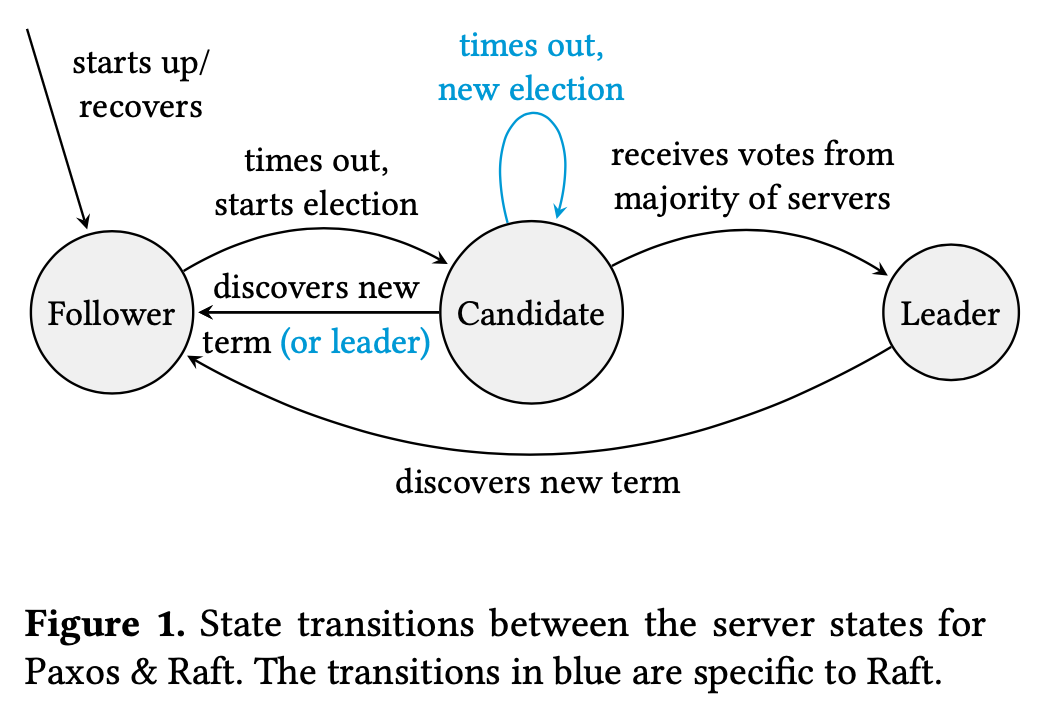 starts up/
recovers
times out,
new election
times out,
starts election
receives votes from
majority of servers
discovers new
term (or leader)
Follower
Candidate
Leader
discovers new term
Figure 1. State transitions between the server states for
Paxos & Raft. The transitions in blue are specific to Raft.